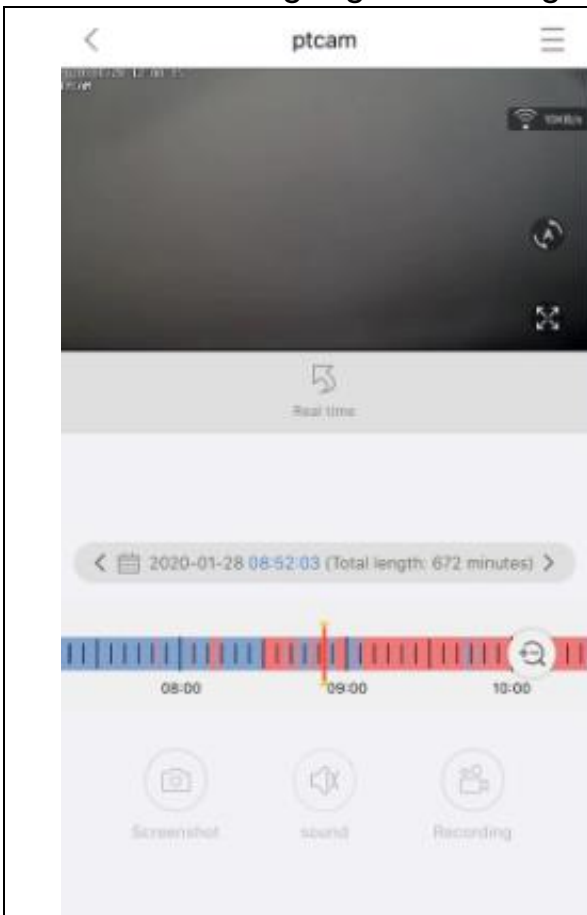 ptcam
10KB/s
Real time
2020-01-28 08:52:03 (Total length: 672 minutes)
08:00
09:00
10:00
Screenshot
sound
Recording